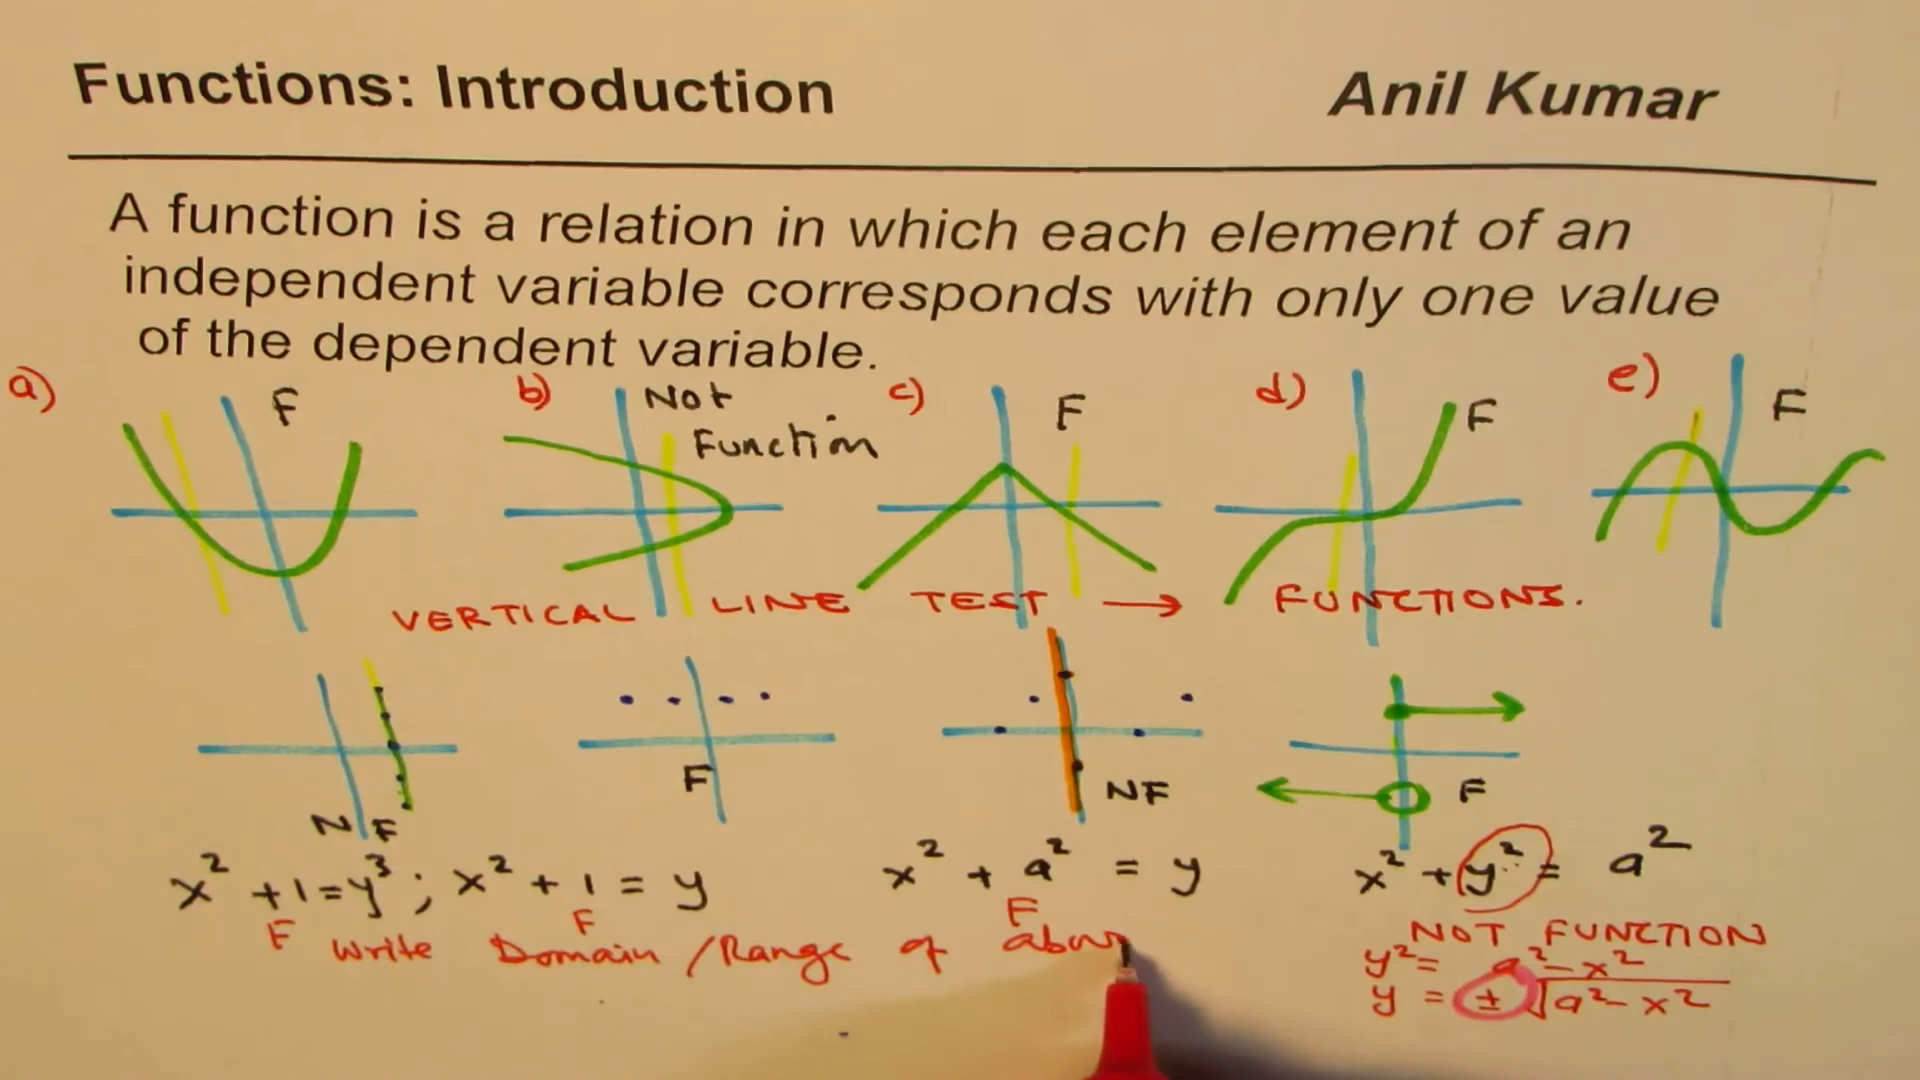 Functions: Introduction Anil Kumar
A function is a relation in which each element of an
independent variable corresponds with only one value
of the dependent variable.
a) F b) Not Function c) F d) F e) F
VERTICAL LINE TEST → FUNCTIONS.
NF F NF F
x² + 1 = y³ ; x² + 1 = y x² + a² = y x² + y² = a²
F F F NOT FUNCTION
Write Domain / Range of y² = a² - x²
y = ± √a² - x²